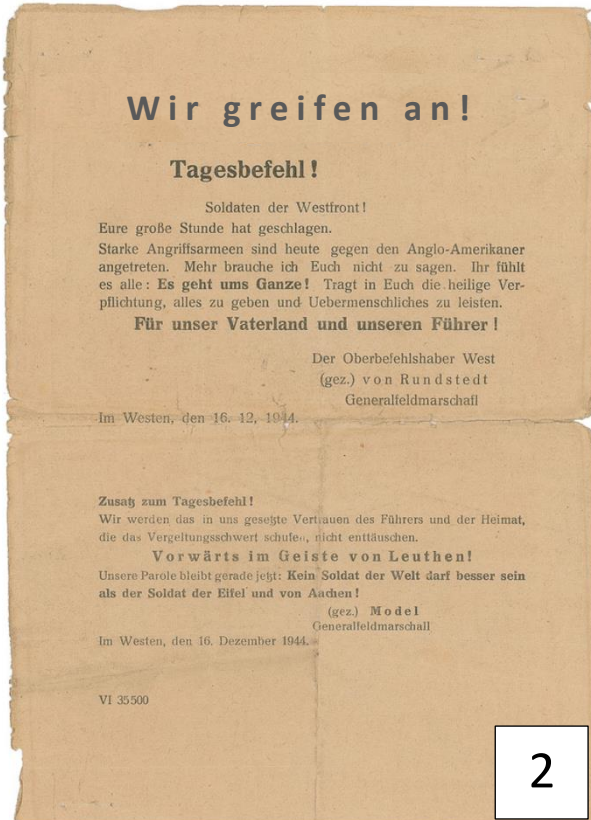 Wir greifen an!
Tagesbefehl!
Soldaten der Westfront!
Eure große Stunde hat geschlagen.
Starke Angriffsarmeen sind heute gegen den Anglo-Amerikaner
angetreten. Mehr brauche ich Euch nicht zu sagen. Ihr fühlt
es alle: Es geht ums Ganze! Tragt in Euch die heilige Ver-
pflichtung, alles zu geben und Uebermenschliches zu leisten.
Für unser Vaterland und unseren Führer!
Der Oberbefehlshaber West
(gez.) von Rundstedt
Generalfeldmarschall
Im Westen, den 16. 12. 1944.
Zusatz zum Tagesbefehl!
Wir werden das in uns gesetzte Vertrauen des Führers und der Heimat,
die das Vergeltungsschwert schufen, nicht enttäuschen.
Vorwärts im Geiste von Leuthen!
Unsere Parole bleibt gerade jetzt: Kein Soldat der Welt darf besser sein
als der Soldat der Eifel und von Aachen!
(gez.) Model
Generalfeldmarschall
Im Westen, den 16. Dezember 1944.
VI 35500
2